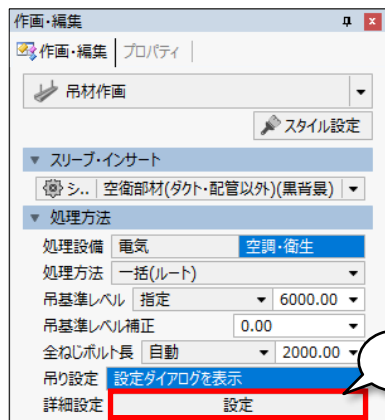 作画・編集
作画・編集 プロパティ
吊材作画
スタイル設定
スリーブ・インサート
シ.. 空衛部材(ダクト・配管以外)(黒背景)
処理方法
処理設備 電気 空調・衛生
処理方法 一括(ルート)
吊基準レベル 指定 6000.00
吊基準レベル補正 0.00
全ねじボルト長 自動 2000.00
吊り設定 設定ダイアログを表示
詳細設定 設定